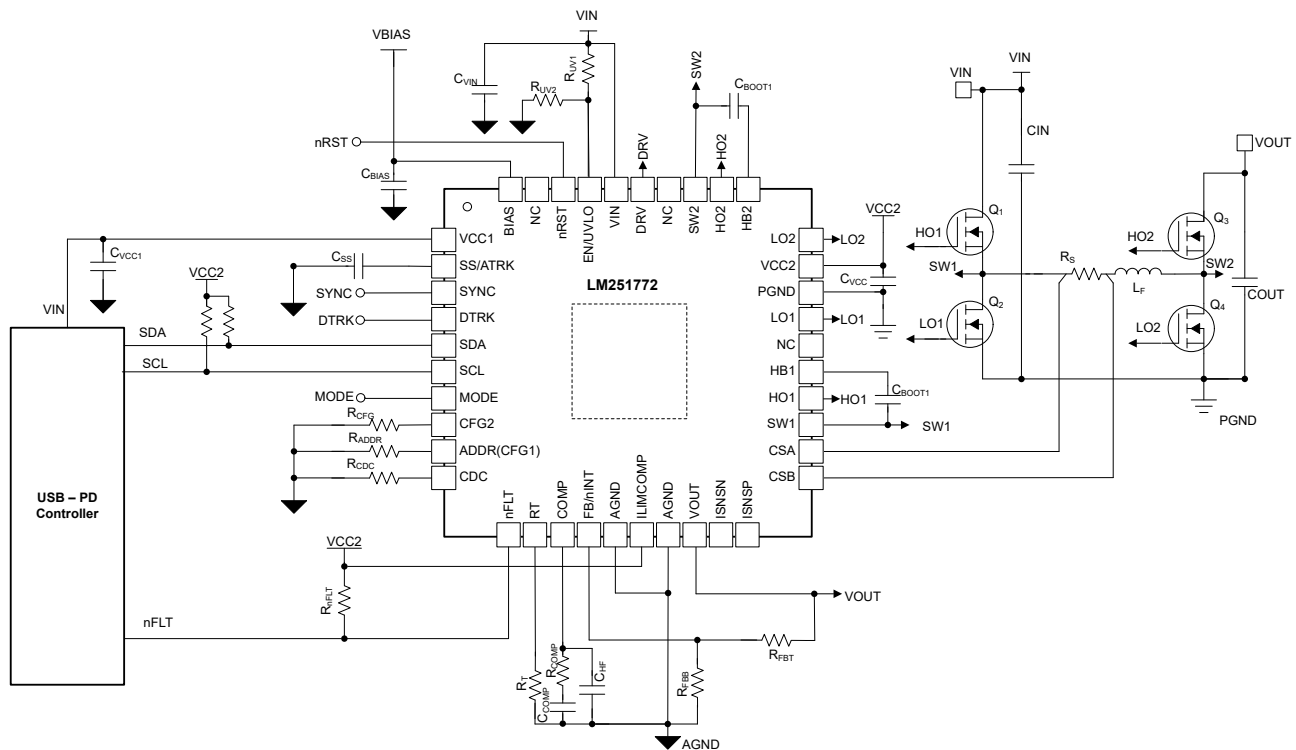 VIN
VBIAS
CVIN
RUV1
RUV2
SW2
CBOOT1
nRST
DRV
HO2
CBIAS
BIAS
NC
nRST
EN/UVLO
VIN
DRV
NC
SW2
HO2
HB2
VIN
VIN
CIN
VOUT
Q1
Q3
HO1
HO2
SW1
RS
LF
SW2
COUT
Q2
Q4
LO1
LO2
PGND
VCC1
SS/ATRK
SYNC
DTRK
SDA
SCL
MODE
CFG2
ADDR(CFG1)
CDC
LM251772
LO2
VCC2
PGND
LO1
NC
HB1
HO1
SW1
CSA
CSB
LO2
VCC2
CVCC
LO1
CBOOT1
HO1
SW1
CVCC1
CSS
VCC2
SYNC
DTRK
VIN
SDA
SCL
MODE
RCFG
RADDR
RCDC
USB – PD
Controller
nFLT
RT
COMP
FB/nINT
AGND
ILIMCOMP
AGND
VOUT
ISNSN
ISNSP
VCC2
RnFLT
nFLT
VOUT
RFBT
RFBB
RT
RCOMP
CCOMP
CHF
AGND